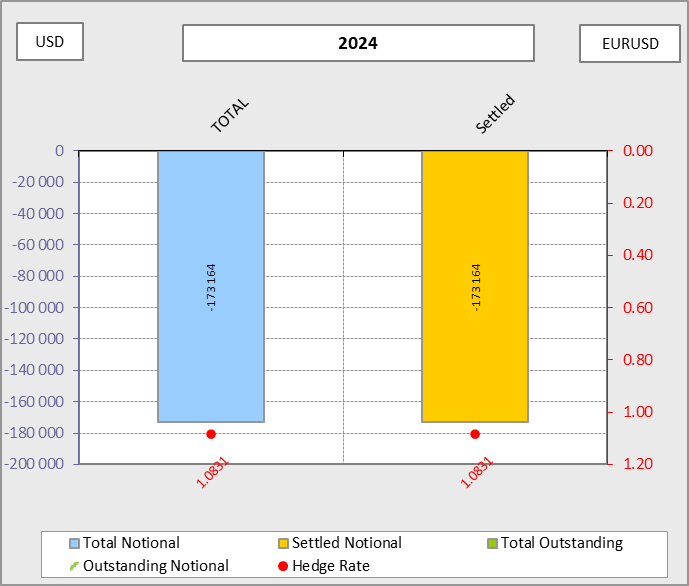 USD
2024
EURUSD
TOTAL
Settled
0
-20 000
-40 000
-60 000
-80 000
-100 000
-120 000
-140 000
-160 000
-180 000
-200 000
-173 164
-173 164
0.00
0.20
0.40
0.60
0.80
1.00
1.20
1.0831
1.0831
Total Notional
Settled Notional
Total Outstanding
Outstanding Notional
Hedge Rate